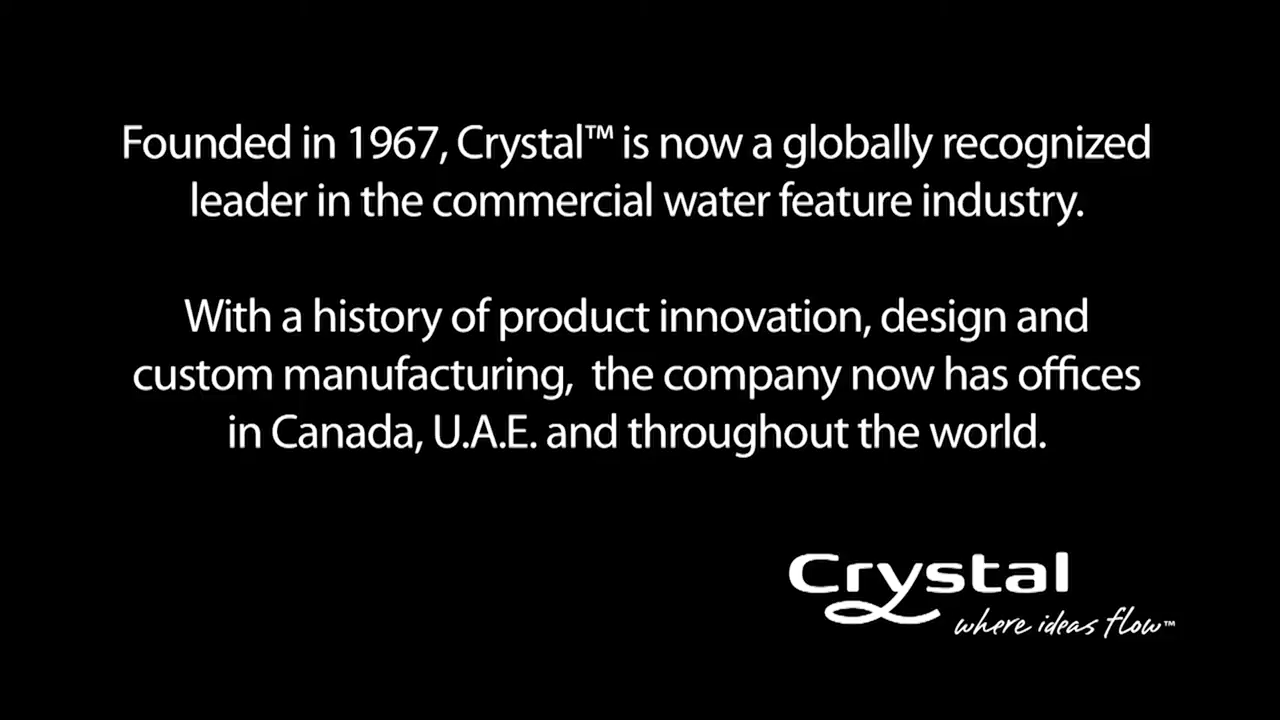 Founded in 1967, Crystal™ is now a globally recognized
leader in the commercial water feature industry.
With a history of product innovation, design and
custom manufacturing,  the company now has offices
in Canada, U.A.E. and throughout the world.
Crystal
where ideas flow™